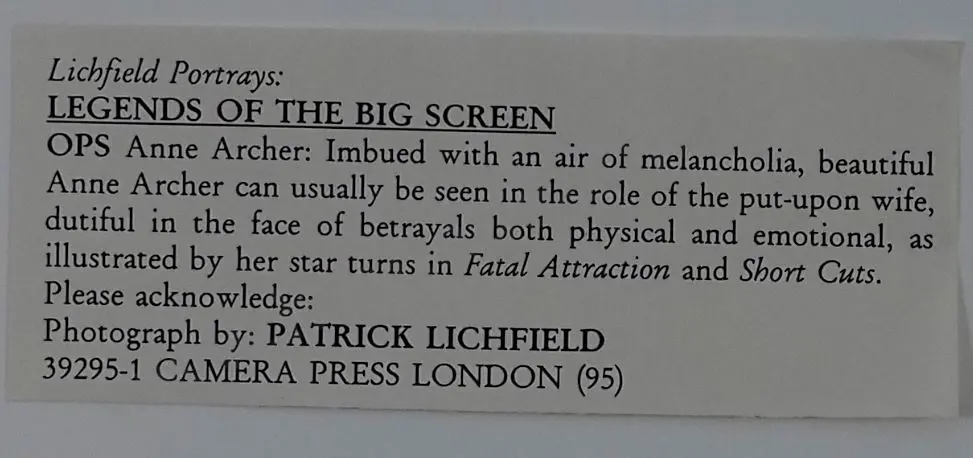 Lichfield Portrays:
LEGENDS OF THE BIG SCREEN
OPS Anne Archer: Imbued with an air of melancholia, beautiful
Anne Archer can usually be seen in the role of the put-upon wife,
dutiful in the face of betrayals both physical and emotional, as
illustrated by her star turns in Fatal Attraction and Short Cuts.
Please acknowledge:
Photograph by: PATRICK LICHFIELD
39295-1 CAMERA PRESS LONDON (95)